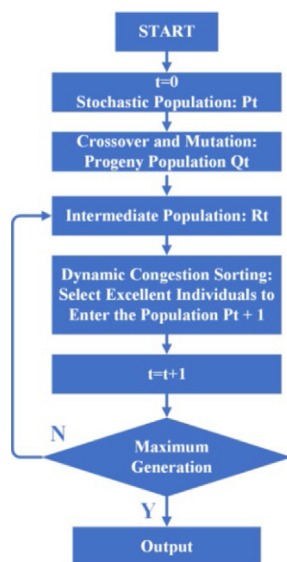 START
t=0
Stochastic Population: Pt
Crossover and Mutation:
Progeny Population Qt
Intermediate Population: Rt
Dynamic Congestion Sorting:
Select Excellent Individuals to
Enter the Population Pt + 1
t=t+1
N
Maximum
Generation
Y
Output